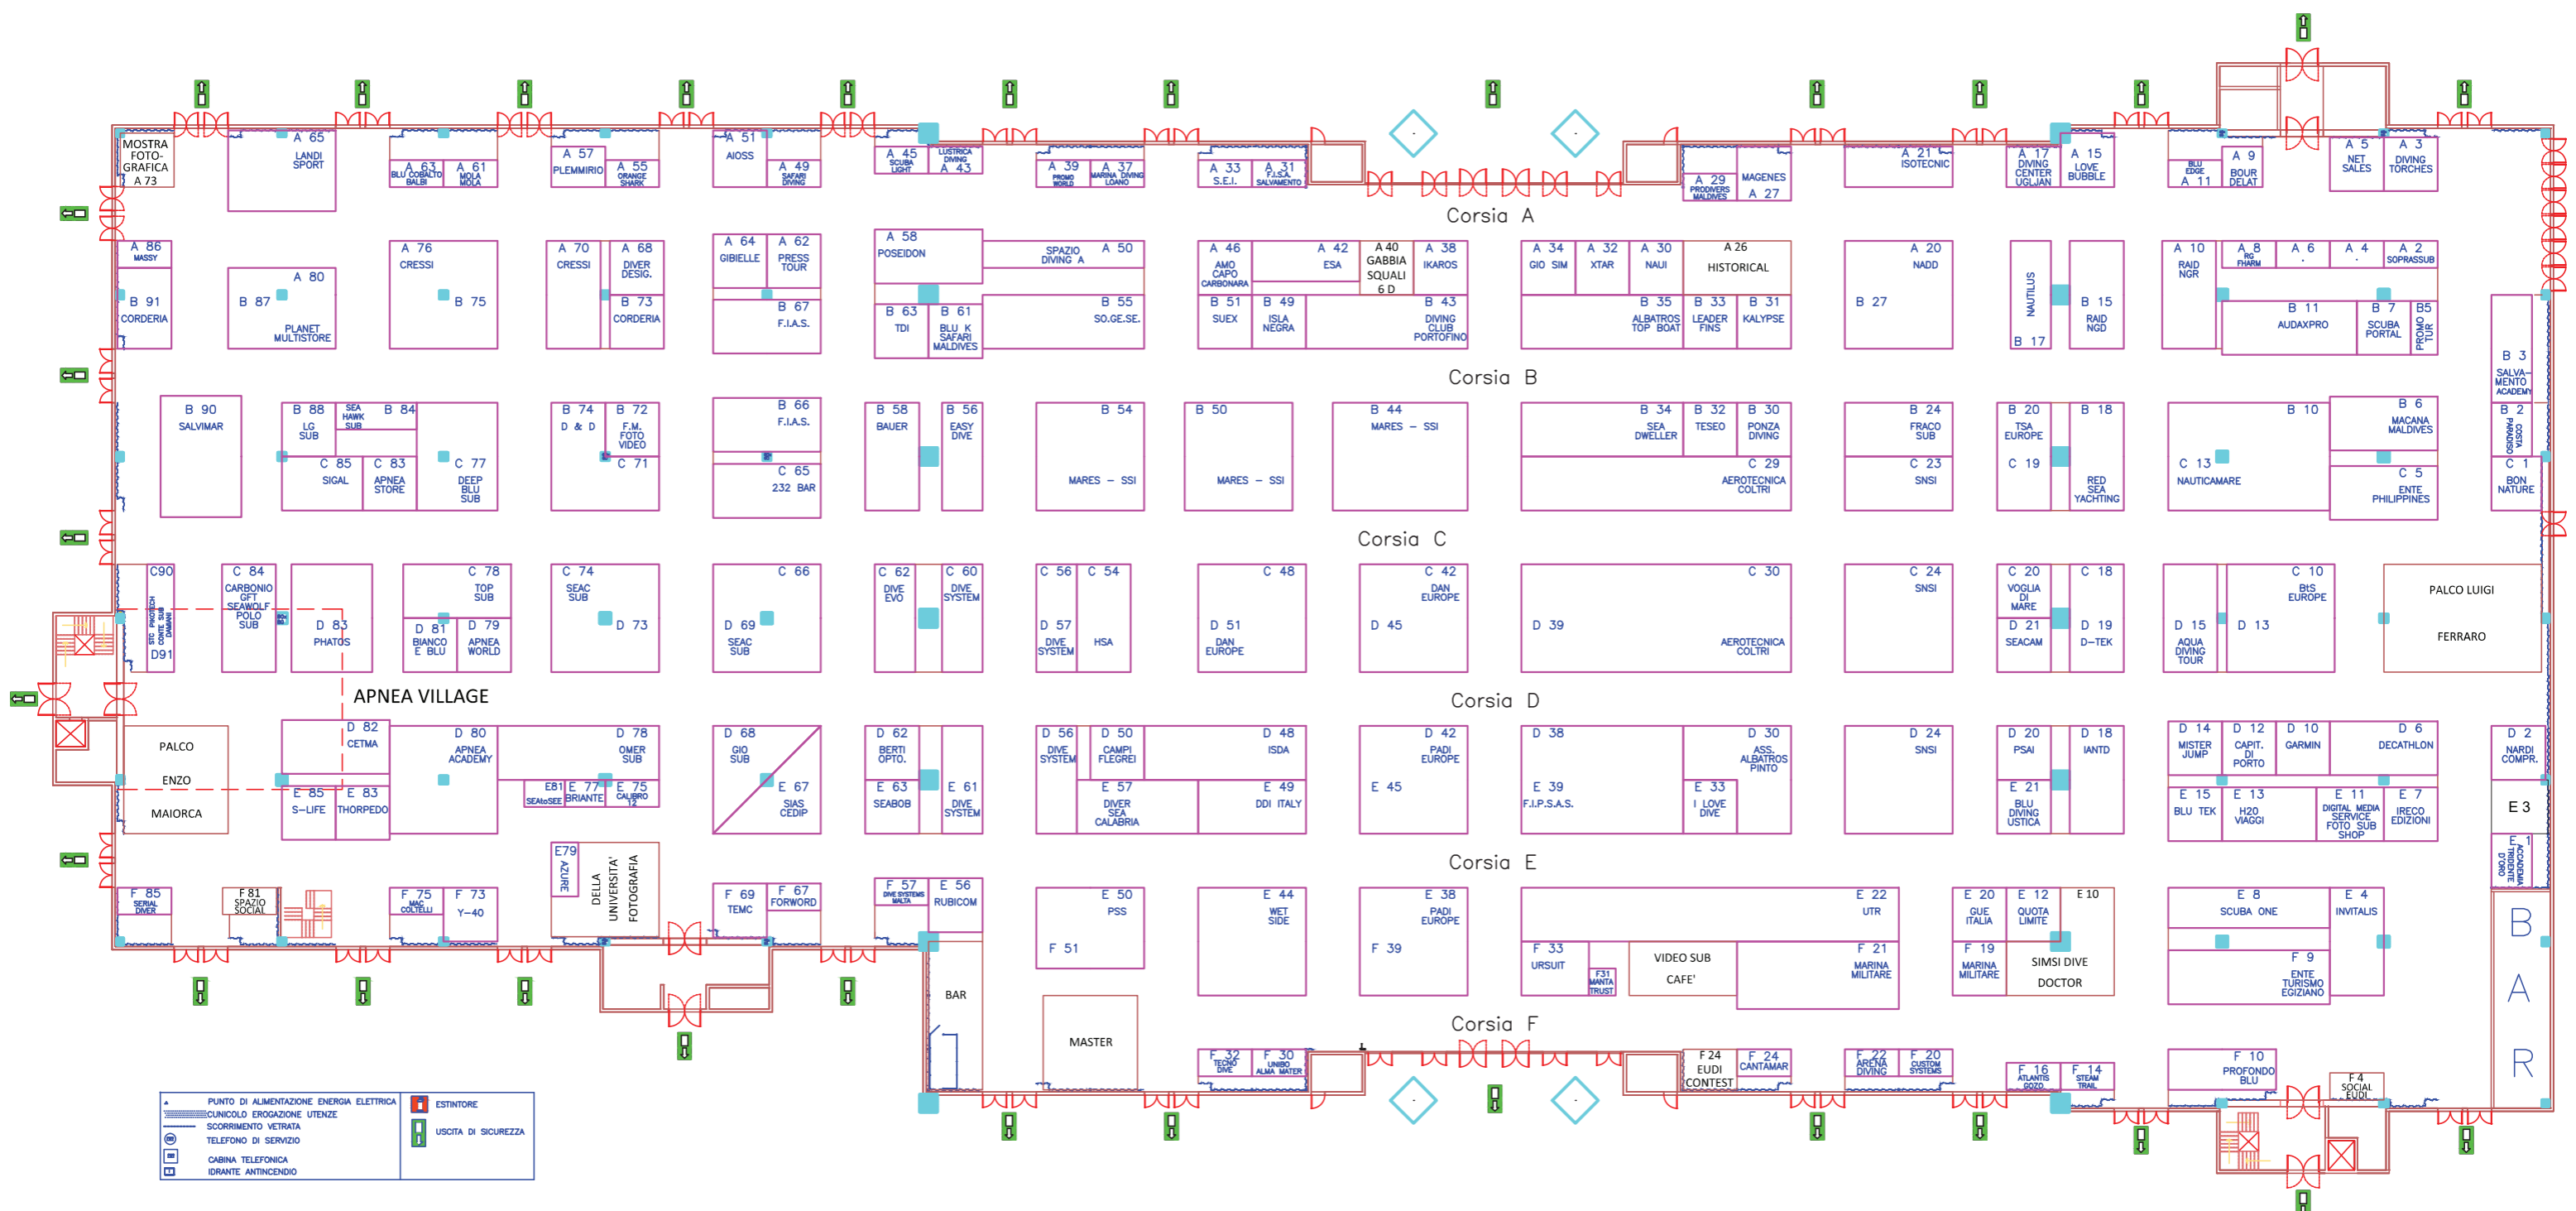 MOSTRA
FOTO-
GRAFICA
A 73
A 65
LANDI
SPORT
A 63
BLU COBALTO
BALBI
A 61
MOLA
MOLA
A 57
PLEMMIRIO
A 55
ORANGE
SHARK
A 51
AIOSS
A 49
SAFARI
DIVING
A 45
SCUBA
LIGHT
LUSTRICA
DIVING
A 43
A 39
PROMO
WORLD
A 37
MARINA DIVING
LOANO
A 33
S.E.I.
A 31
F.I.S.A.
SALVAMENTO
A 29
PRODIVERS
MALDIVES
MAGENES
A 27
A 21
ISOTECNIC
A 17
DIVING
CENTER
UGLJAN
A 15
LOVE
BUBBLE
BLU
EDGE
A 11
A 9
BOUR
DELAT
A 5
NET
SALES
A 3
DIVING
TORCHES
Corsia A
A 86
MASSY
B 91
CORDERIA
A 80
B 87
PLANET
MULTISTORE
A 76
CRESSI
B 75
A 70
CRESSI
A 68
DIVER
DESIG.
B 73
CORDERIA
A 64
GIBIELLE
A 62
PRESS
TOUR
B 67
F.I.A.S.
A 58
POSEIDON
B 63
TDI
B 61
BLU K
SAFARI
MALDIVES
SPAZIO
DIVING A
A 50
B 55
SO.GE.SE.
A 46
AMO
CAPO
CARBONARA
A 42
ESA
A 40
GABBIA
SQUALI
6 D
A 38
IKAROS
B 51
SUEX
B 49
ISLA
NEGRA
B 43
DIVING
CLUB
PORTOFINO
A 34
GIO SIM
A 32
XTAR
A 30
NAUI
A 26
HISTORICAL
B 35
ALBATROS
TOP BOAT
B 33
LEADER
FINS
B 31
KALYPSE
A 20
NADD
B 27
NAUTILUS
B 17
B 15
RAID
NGD
A 10
RAID
NGR
A 8
RG
FHARM
A 6
A 4
A 2
SOPRASSUB
B 11
AUDAXPRO
B 7
SCUBA
PORTAL
B5
PROMO
TUR
B 3
SALVA-
MENTO
ACADEMY
Corsia B
B 90
SALVIMAR
B 88
LG
SUB
SEA
HAWK
SUB
B 84
C 85
SIGAL
C 83
APNEA
STORE
C 77
DEEP
BLU
SUB
B 74
D & D
B 72
F.M.
FOTO
VIDEO
C 71
B 66
F.I.A.S.
C 65
232 BAR
B 58
BAUER
B 56
EASY
DIVE
B 54
MARES - SSI
B 50
MARES - SSI
B 44
MARES - SSI
B 34
SEA
DWELLER
B 32
TESEO
B 30
PONZA
DIVING
C 29
AEROTECNICA
COLTRI
B 24
FRACO
SUB
C 23
SNSI
B 20
TSA
EUROPE
C 19
B 18
RED
SEA
YACHTING
B 10
C 13
NAUTICAMARE
B 6
MACANA
MALDIVES
C 5
ENTE
PHILIPPINES
B 2
COSTA
PARADISO
C 1
BON
NATURE
Corsia C
C90
STC PROTECH
CONTE SUB
DAMIANI
D91
C 84
CARBONIO
GFT
SEAWOLF
POLO
SUB
D 83
PHATOS
C 78
TOP
SUB
D 81
BIANCO
E BLU
D 79
APNEA
WORLD
C 74
SEAC
SUB
D 73
C 66
D 69
SEAC
SUB
C 62
DIVE
EVO
C 60
DIVE
SYSTEM
C 56
D 57
DIVE
SYSTEM
C 54
HSA
C 48
D 51
DAN
EUROPE
C 42
DAN
EUROPE
D 45
C 30
D 39
AEROTECNICA
COLTRI
C 24
SNSI
C 20
VOGLIA
DI
MARE
D 21
SEACAM
C 18
D 19
D-TEK
D 15
AQUA
DIVING
TOUR
C 10
BtS
EUROPE
D 13
PALCO LUIGI
FERRARO
APNEA VILLAGE
Corsia D
PALCO
ENZO
MAIORCA
D 82
CETMA
E 85
S-LIFE
E 83
THORPEDO
D 80
APNEA
ACADEMY
D 78
OMER
SUB
E81
SEAtoSEE
E 77
BRIANTE
E 75
CALIBRO
12
D 68
GIO
SUB
E 67
SIAS
CEDIP
D 62
BERTI
OPTO.
E 63
SEABOB
E 61
DIVE
SYSTEM
D 56
DIVE
SYSTEM
D 50
CAMPI
FLEGREI
D 48
ISDA
E 57
DIVER
SEA
CALABRIA
E 49
DDI ITALY
D 42
PADI
EUROPE
E 45
D 38
E 39
F.I.P.S.A.S.
D 30
ASS.
ALBATROS
PINTO
E 33
I LOVE
DIVE
D 24
SNSI
D 20
PSAI
E 21
BLU
DIVING
USTICA
D 18
IANTD
D 14
MISTER
JUMP
D 12
CAPIT.
DI
PORTO
D 10
GARMIN
D 6
DECATHLON
E 15
BLU TEK
E 13
H2O
VIAGGI
E 11
DIGITAL MEDIA
SERVICE
FOTO SUB
SHOP
E 7
IRECO
EDIZIONI
D 2
NARDI
COMPR.
E 3
E 1
ACCADEMIA
TRIDENTE
D'ORO
Corsia E
F 85
SERIAL
DIVER
F 81
SPAZIO
SOCIAL
F 75
MAC
COLTELLI
F 73
Y-40
E79
AZURE
DELLA
UNIVERSITA'
FOTOGRAFIA
F 69
TEMC
F 67
FORWORD
F 57
DIVE SYSTEMS
MALTA
E 56
RUBICOM
BAR
E 50
PSS
F 51
E 44
WET
SIDE
E 38
PADI
EUROPE
F 39
E 22
UTR
F 33
URSUIT
F31
MANTA
TRUST
VIDEO SUB
CAFE'
F 21
MARINA
MILITARE
E 20
GUE
ITALIA
E 12
QUOTA
LIMITE
E 10
F 19
MARINA
MILITARE
SIMSI DIVE
DOCTOR
E 8
SCUBA ONE
E 4
INVITALIS
F 9
ENTE
TURISMO
EGIZIANO
B
A
R
Corsia F
MASTER
F 32
TECNO
DIVE
F 30
UNIBO
ALMA MATER
F 24
EUDI
CONTEST
F 24
CANTAMAR
F 22
ARENA
DIVING
F 20
CUSTOM
SYSTEMS
F 16
ATLANTIS
GOZO
F 14
STEAM
TRAIL
F 10
PROFONDO
BLU
F 4
SOCIAL
EUDI
PUNTO DI ALIMENTAZIONE ENERGIA ELETTRICA
CUNICOLO EROGAZIONE UTENZE
SCORRIMENTO VETRATA
TELEFONO DI SERVIZIO
CABINA TELEFONICA
IDRANTE ANTINCENDIO
ESTINTORE
USCITA DI SICUREZZA